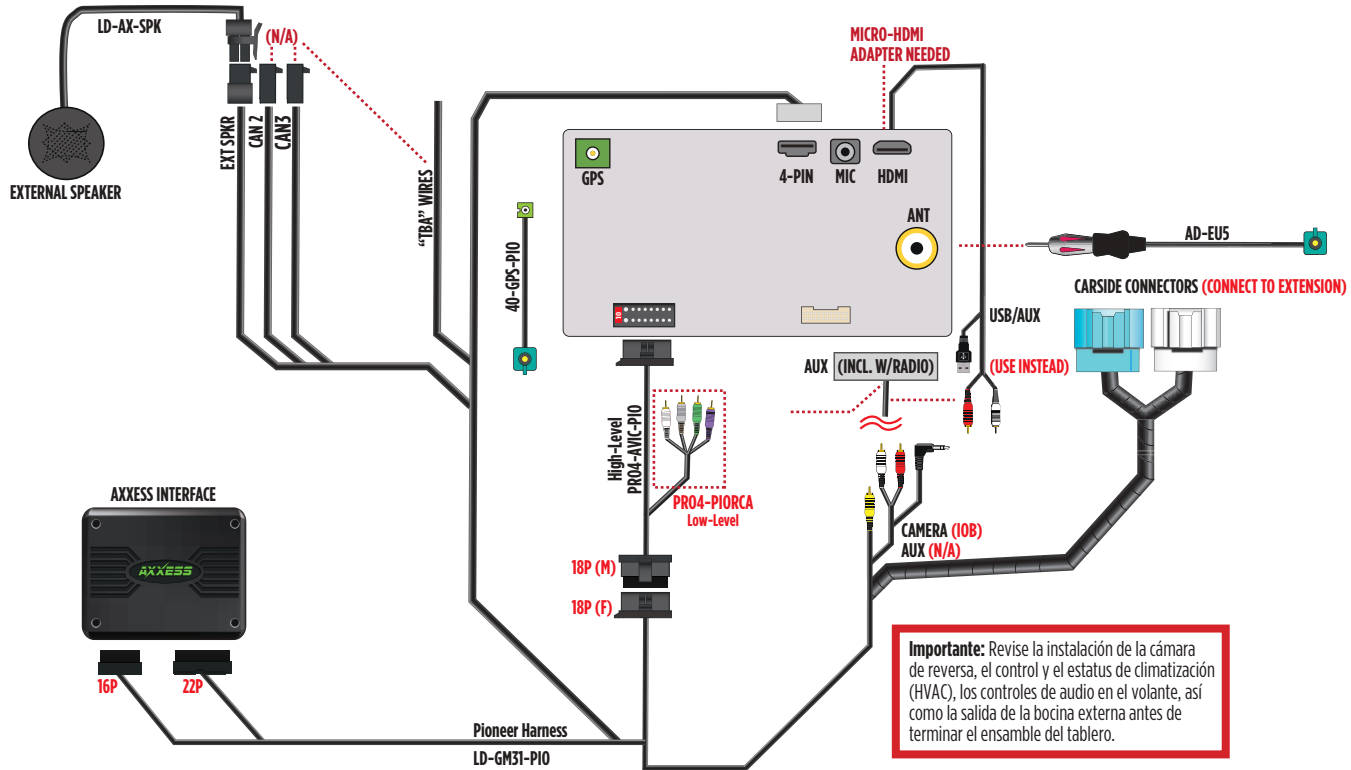 LD-AX-SPK
(N/A)
EXT SPKR
CAN 2
CAN3
EXTERNAL SPEAKER
"TBA" WIRES
MICRO-HDMI
ADAPTER NEEDED
GPS
4-PIN
MIC
HDMI
ANT
40-GPS-PIO
10
AD-EU5
CARSIDE CONNECTORS (CONNECT TO EXTENSION)
USB/AUX
AUX
(INCL. W/RADIO)
(USE INSTEAD)
High-Level
PR04-AVIC-PIO
PR04-PIORCA
Low-Level
CAMERA (IOB)
AUX (N/A)
18P (M)
18P (F)
AXXESS INTERFACE
AXXESS
16P
22P
Pioneer Harness
LD-GM31-PIO
Importante: Revise la instalación de la cámara
de reversa, el control y el estatus de climatización
(HVAC), los controles de audio en el volante, así
como la salida de la bocina externa antes de
terminar el ensamble del tablero.